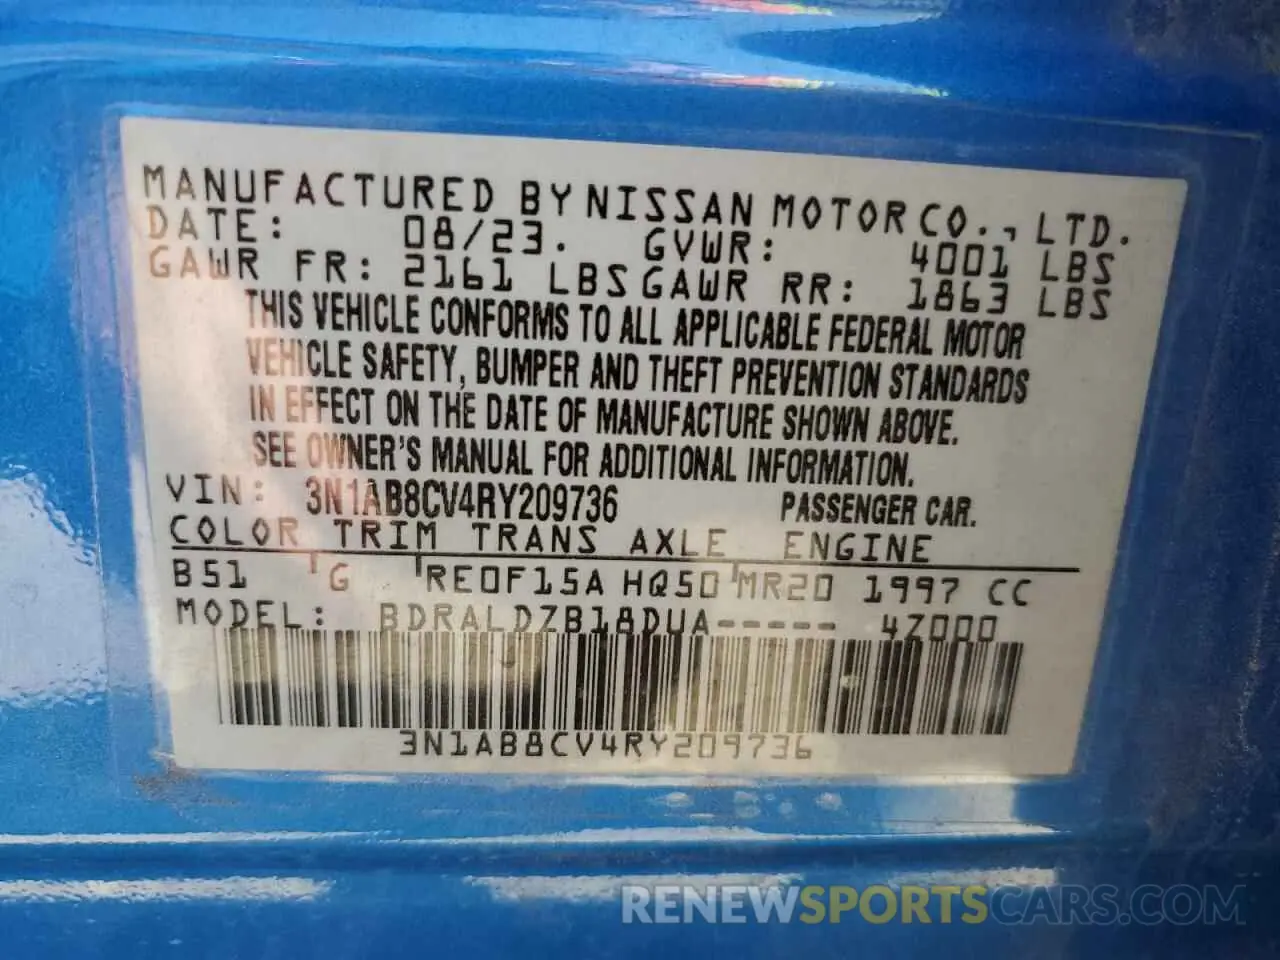 MANUFACTURED BY NISSAN MOTOR CO., LTD.
DATE: 08/23. GVWR: 4001 LBS
GAWR FR: 2161 LBS GAWR RR: 1863 LBS
THIS VEHICLE CONFORMS TO ALL APPLICABLE FEDERAL MOTOR
VEHICLE SAFETY, BUMPER AND THEFT PREVENTION STANDARDS
IN EFFECT ON THE DATE OF MANUFACTURE SHOWN ABOVE.
SEE OWNER'S MANUAL FOR ADDITIONAL INFORMATION.
VIN: 3N1AB8CV4RY209736 PASSENGER CAR.
COLOR TRIM TRANS AXLE ENGINE
B51 G RE0F15A HQ50 MR20 1997 CC
MODEL: BDRALDZB18DUA----- 4Z000
3N1AB8CV4RY209736
RENEWSPORTSCARS.COM